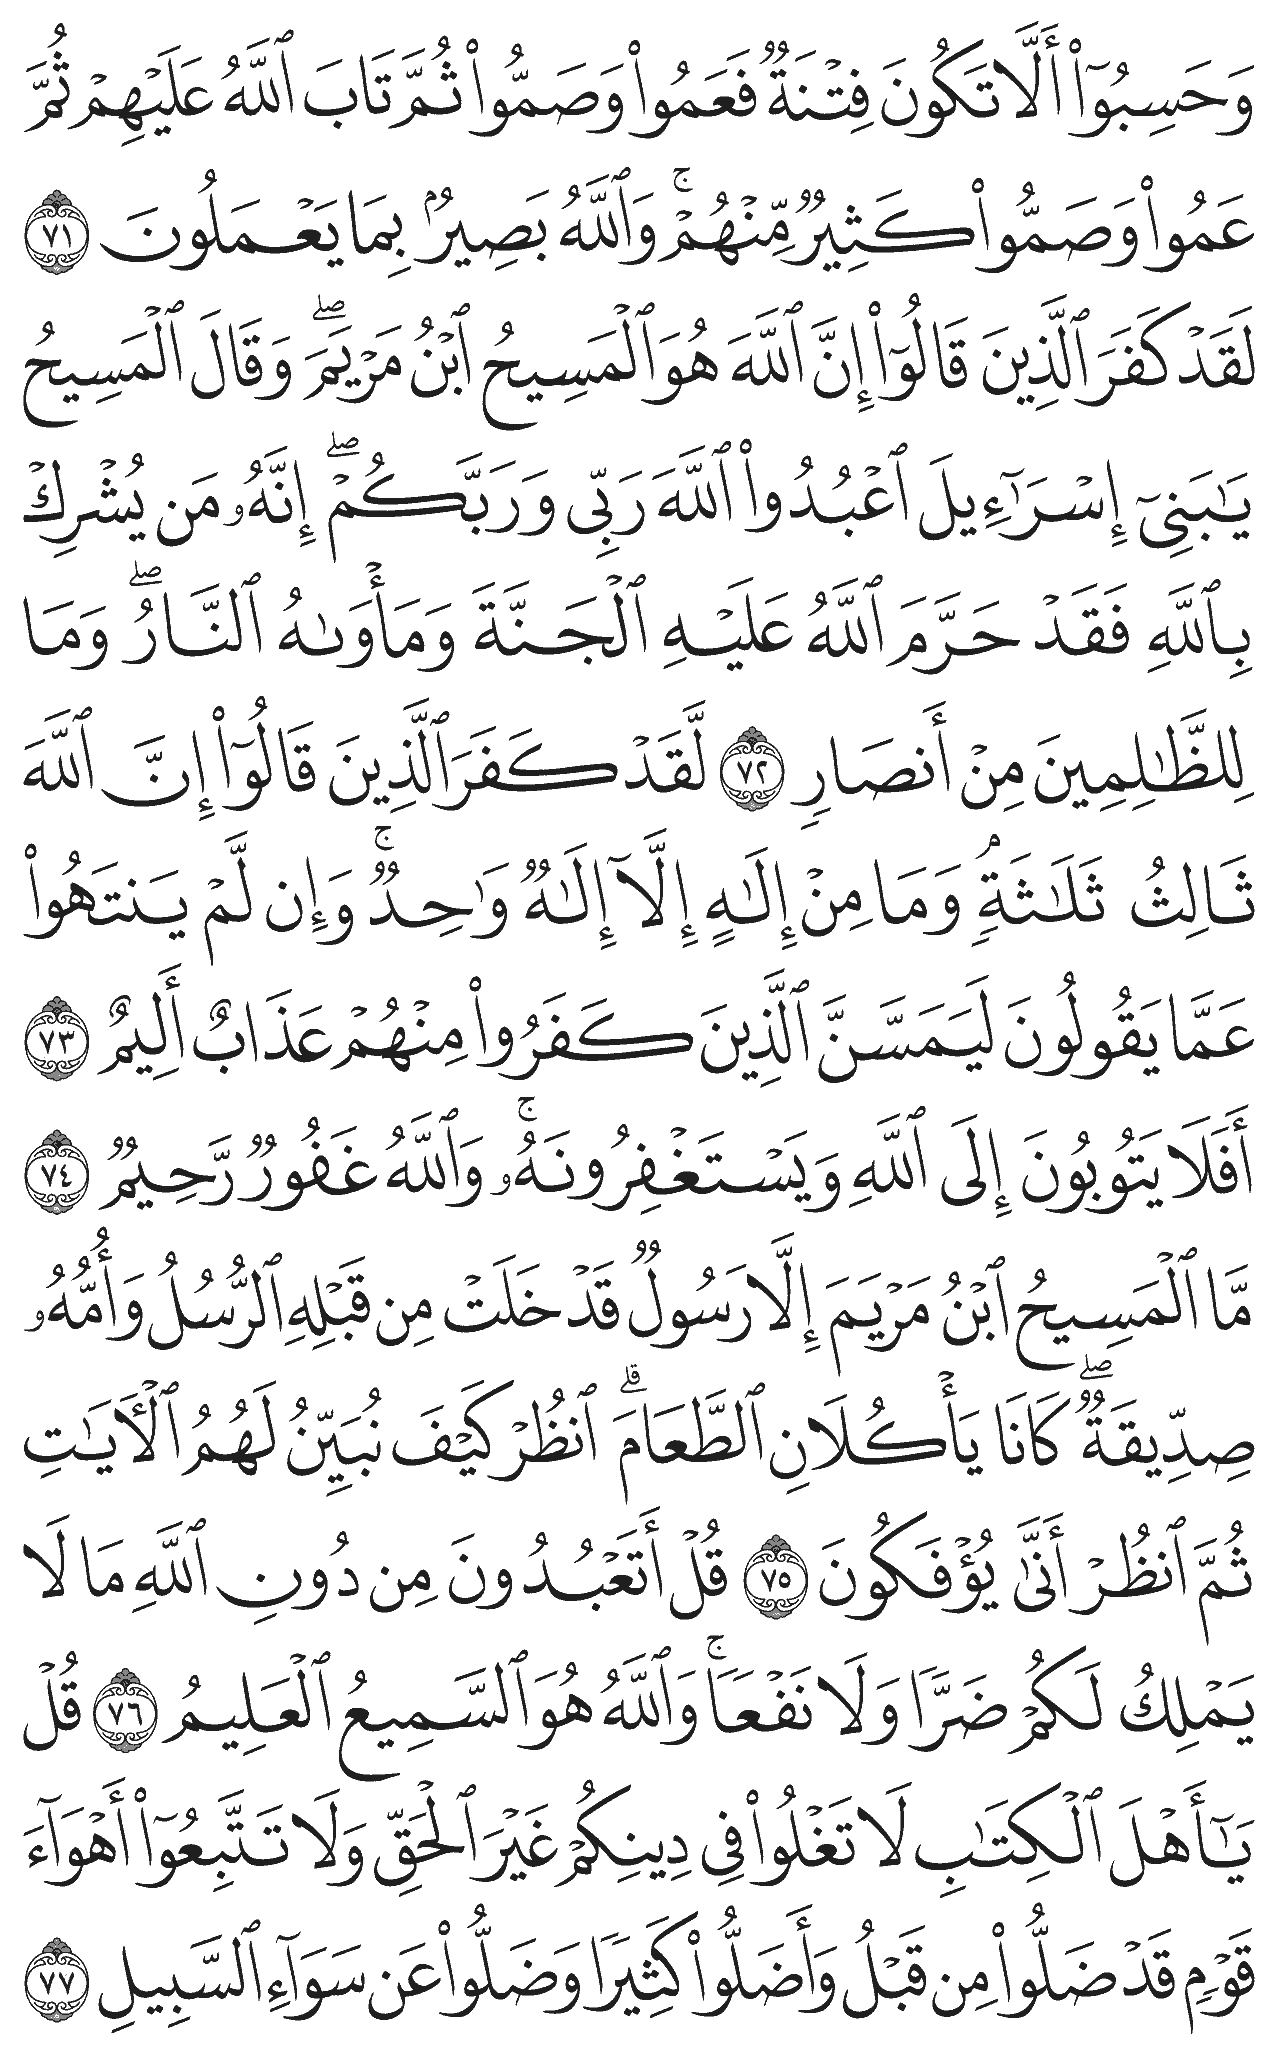 وَحَسِبُوٓا۟ أَلَّا تَكُونَ فِتْنَةٌ فَعَمُوا۟ وَصَمُّوا۟ ثُمَّ تَابَ ٱللَّهُ عَلَيْهِمْ ثُمَّ
عَمُوا۟ وَصَمُّوا۟ كَثِيرٌ مِّنْهُمْ ۚ وَٱللَّهُ بَصِيرٌۢ بِمَا يَعْمَلُونَ ٧١
لَقَدْ كَفَرَ ٱلَّذِينَ قَالُوٓا۟ إِنَّ ٱللَّهَ هُوَ ٱلْمَسِيحُ ٱبْنُ مَرْيَمَ ۖ وَقَالَ ٱلْمَسِيحُ
يَـٰبَنِىٓ إِسْرَٰٓءِيلَ ٱعْبُدُوا۟ ٱللَّهَ رَبِّى وَرَبَّكُمْ ۖ إِنَّهُۥ مَن يُشْرِكْ
بِٱللَّهِ فَقَدْ حَرَّمَ ٱللَّهُ عَلَيْهِ ٱلْجَنَّةَ وَمَأْوَىٰهُ ٱلنَّارُ ۖ وَمَا
لِلظَّـٰلِمِينَ مِنْ أَنصَارٍ ٧٢ لَّقَدْ كَفَرَ ٱلَّذِينَ قَالُوٓا۟ إِنَّ ٱللَّهَ
ثَالِثُ ثَلَـٰثَةٍ ۘ وَمَا مِنْ إِلَـٰهٍ إِلَّآ إِلَـٰهٌ وَٰحِدٌ ۚ وَإِن لَّمْ يَنتَهُوا۟
عَمَّا يَقُولُونَ لَيَمَسَّنَّ ٱلَّذِينَ كَفَرُوا۟ مِنْهُمْ عَذَابٌ أَلِيمٌ ٧٣
أَفَلَا يَتُوبُونَ إِلَى ٱللَّهِ وَيَسْتَغْفِرُونَهُۥ ۚ وَٱللَّهُ غَفُورٌ رَّحِيمٌ ٧٤
مَّا ٱلْمَسِيحُ ٱبْنُ مَرْيَمَ إِلَّا رَسُولٌ قَدْ خَلَتْ مِن قَبْلِهِ ٱلرُّسُلُ وَأُمُّهُۥ
صِدِّيقَةٌ ۖ كَانَا يَأْكُلَانِ ٱلطَّعَامَ ۗ ٱنظُرْ كَيْفَ نُبَيِّنُ لَهُمُ ٱلْـَٔايَـٰتِ
ثُمَّ ٱنظُرْ أَنَّىٰ يُؤْفَكُونَ ٧٥ قُلْ أَتَعْبُدُونَ مِن دُونِ ٱللَّهِ مَا لَا
يَمْلِكُ لَكُمْ ضَرًّا وَلَا نَفْعًا ۚ وَٱللَّهُ هُوَ ٱلسَّمِيعُ ٱلْعَلِيمُ ٧٦ قُلْ
يَـٰٓأَهْلَ ٱلْكِتَـٰبِ لَا تَغْلُوا۟ فِى دِينِكُمْ غَيْرَ ٱلْحَقِّ وَلَا تَتَّبِعُوٓا۟ أَهْوَآءَ
قَوْمٍ قَدْ ضَلُّوا۟ مِن قَبْلُ وَأَضَلُّوا۟ كَثِيرًا وَضَلُّوا۟ عَن سَوَآءِ ٱلسَّبِيلِ ٧٧